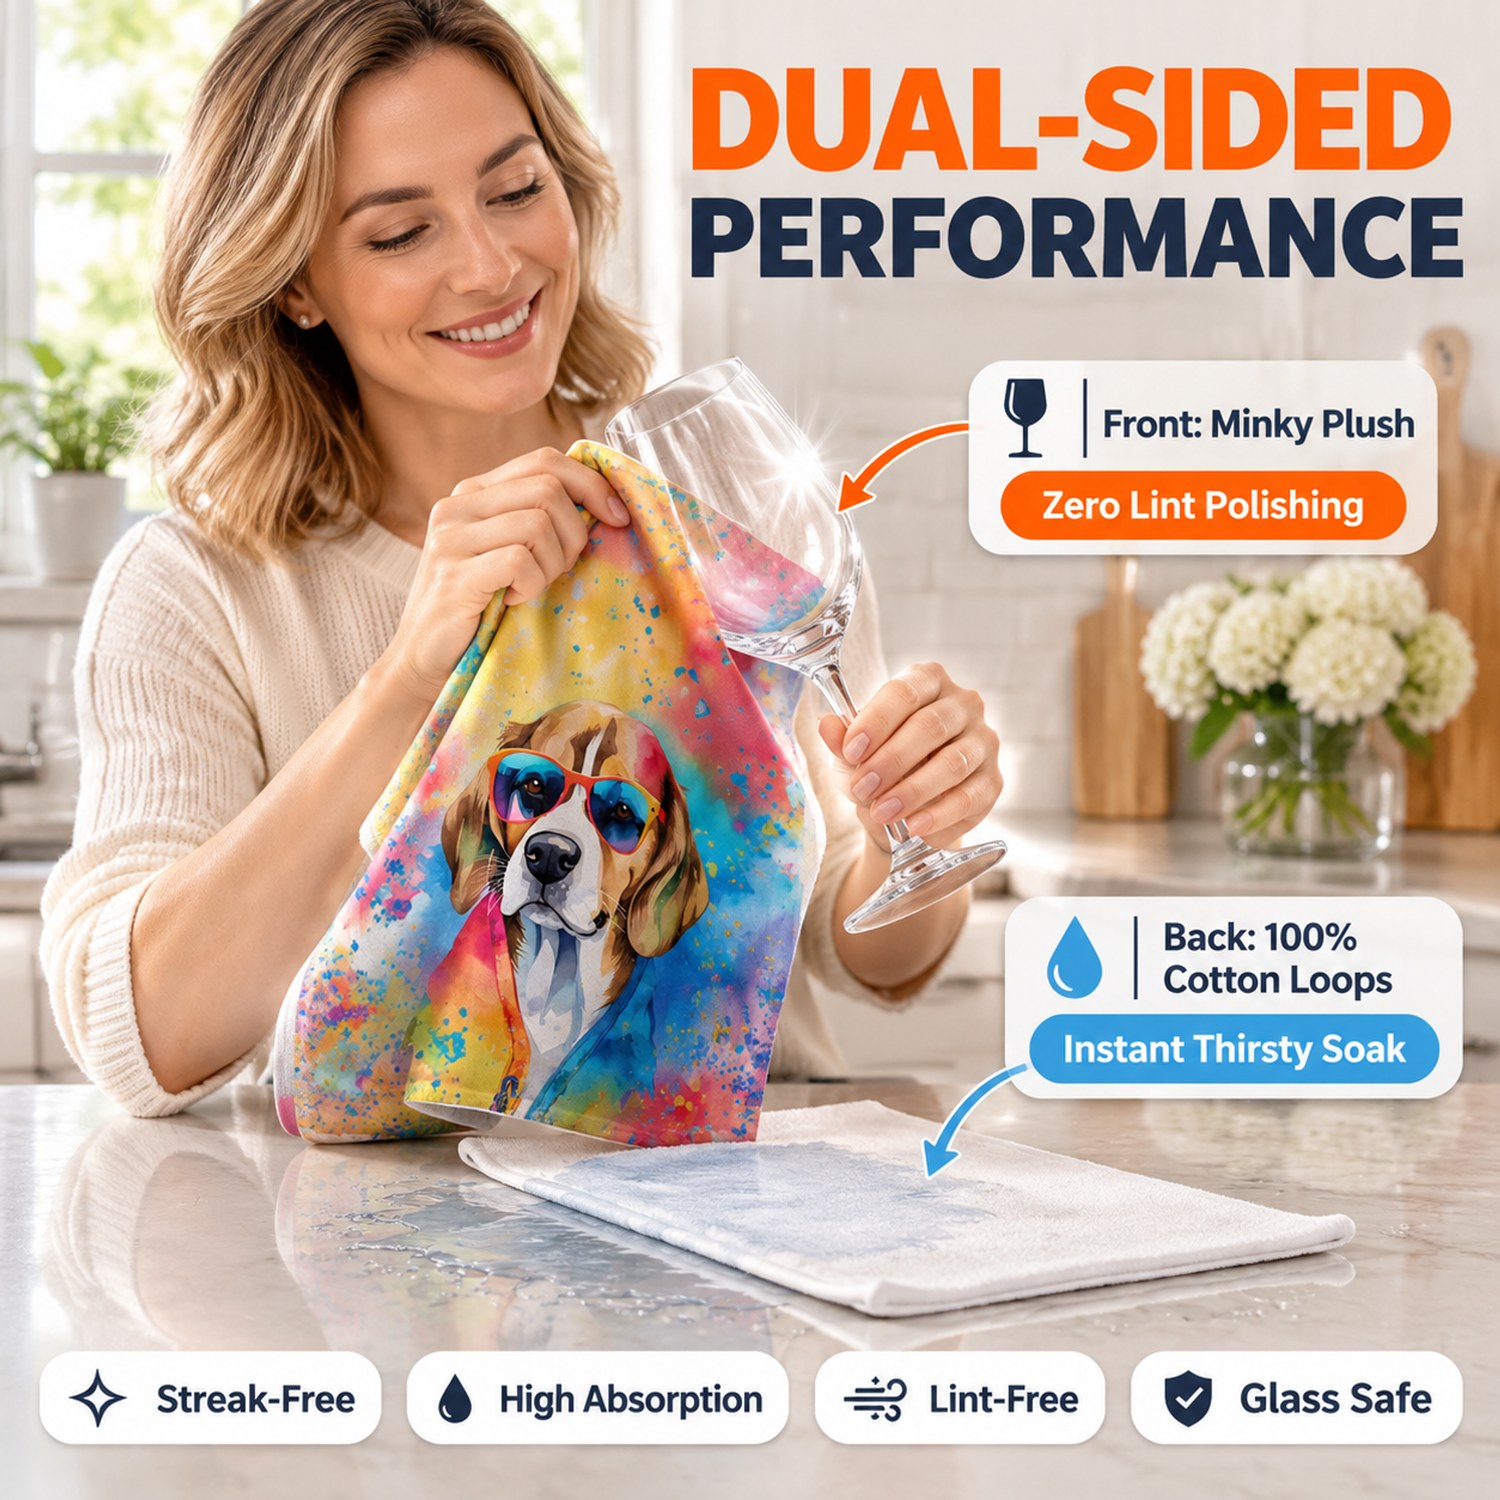 DUAL-SIDED
PERFORMANCE
Front: Minky Plush
Zero Lint Polishing
Back: 100%
Cotton Loops
Instant Thirsty Soak
Streak-Free
High Absorption
Lint-Free
Glass Safe